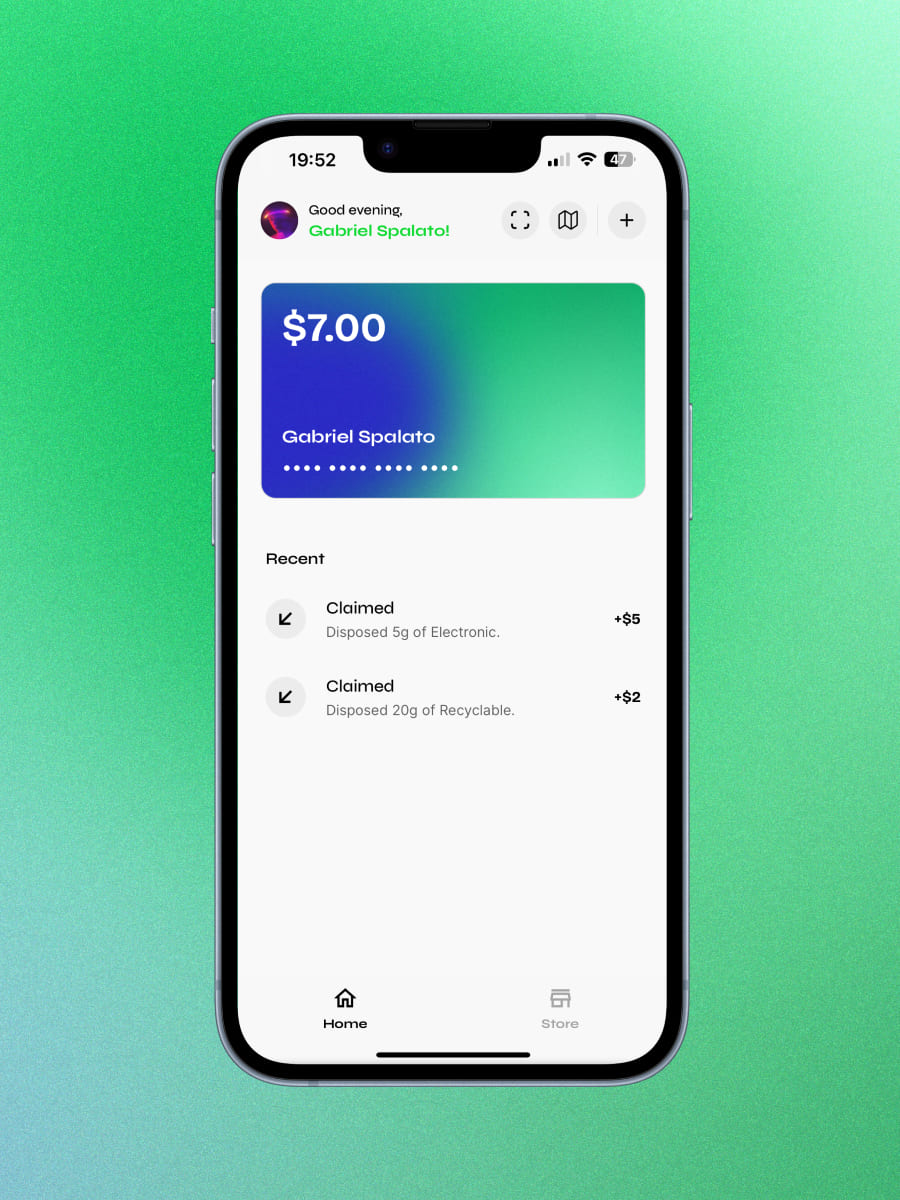 19:52
47
Good evening,
Gabriel Spalato!
$7.00
Gabriel Spalato
•••• •••• •••• ••••
Recent
Claimed
Disposed 5g of Electronic.
+$5
Claimed
Disposed 20g of Recyclable.
+$2
Home
Store